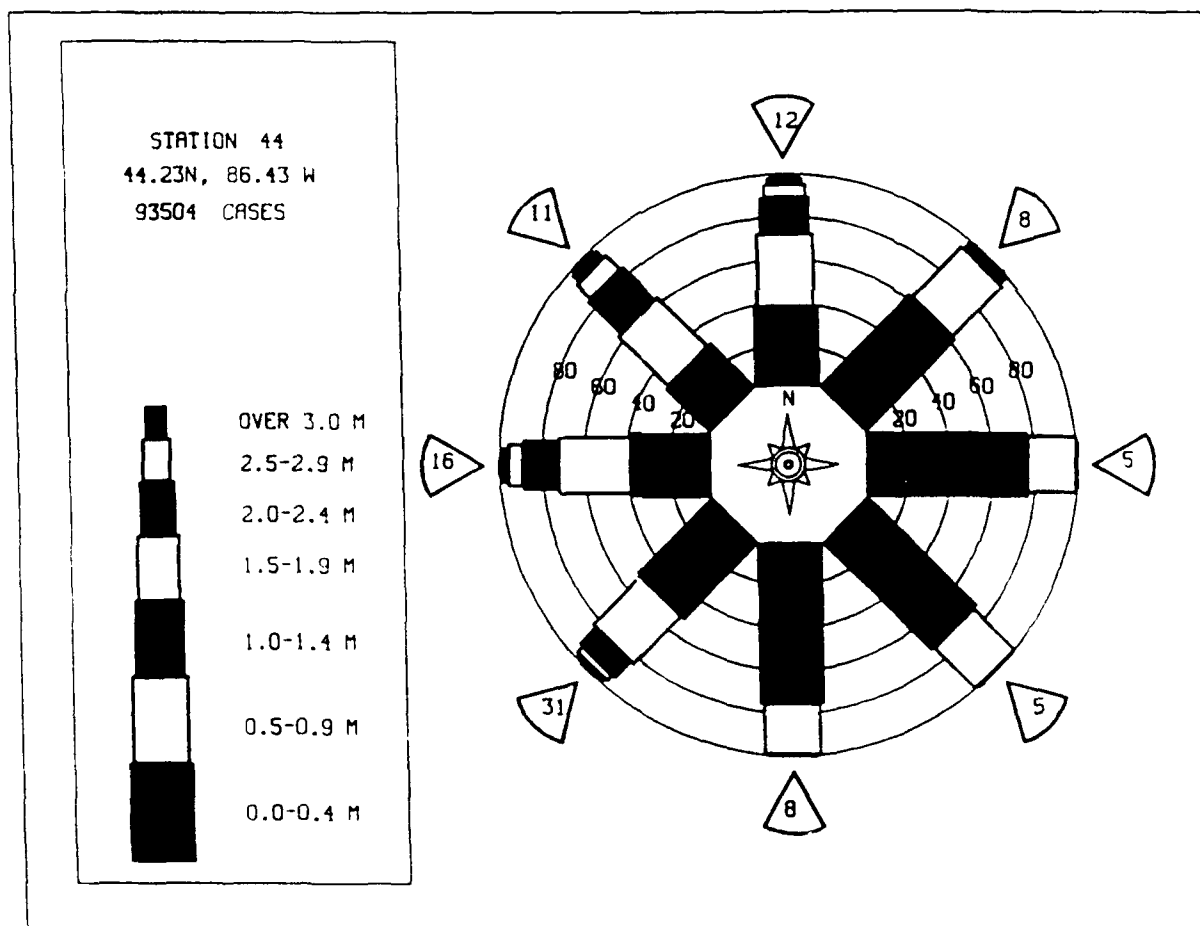 STATION 44
44.23N, 86.43 W
93504 CASES
OVER 3.0 M
2.5-2.9 M
2.0-2.4 M
1.5-1.9 M
1.0-1.4 M
0.5-0.9 M
0.0-0.4 M
12
11
8
80
60
40
20
N
20
40
60
80
16
5
31
5
8